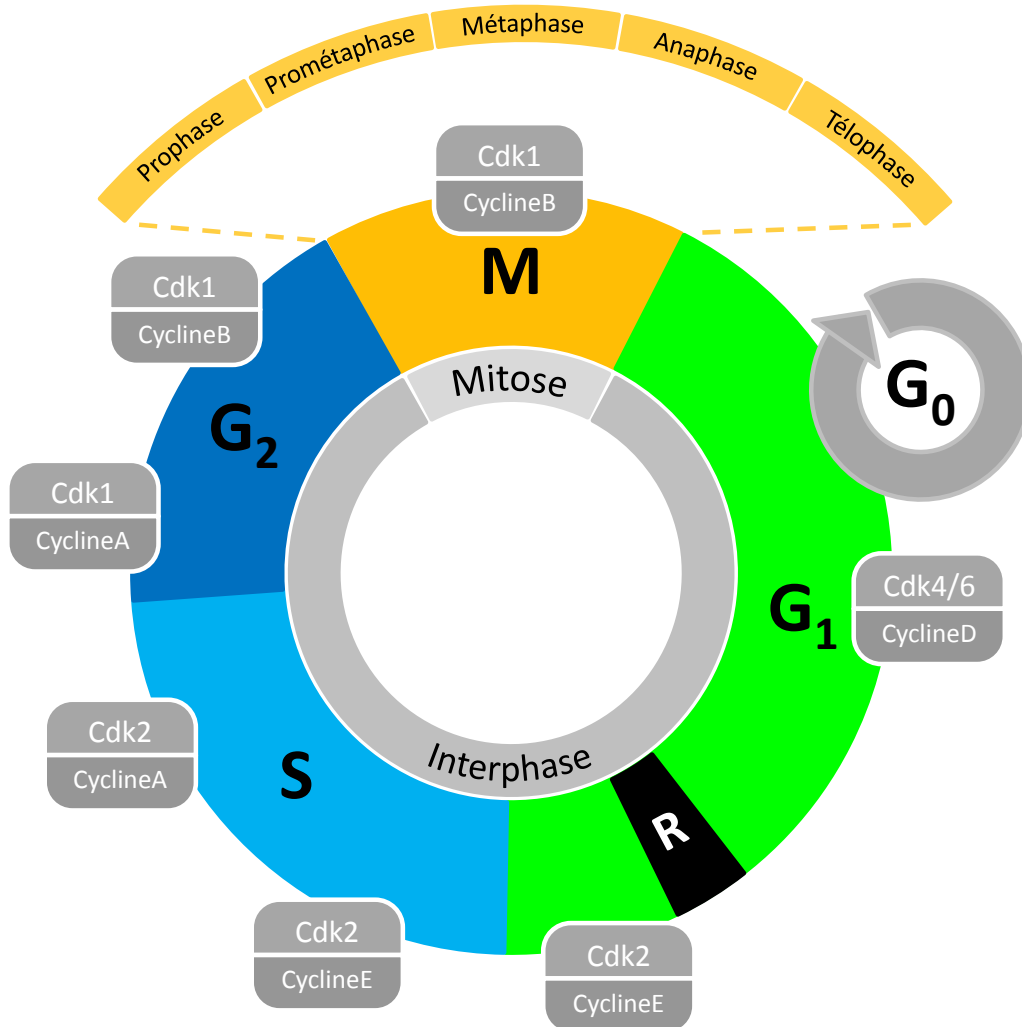 Prophase
Prométaphase
Métaphase
Anaphase
Télophase
Cdk1
CyclineB
M
Cdk1
CyclineB
Mitose
G₀
G₂
Cdk1
CyclineA
Cdk4/6
CyclineD
G₁
Cdk2
CyclineA
S
Interphase
R
Cdk2
CyclineE
Cdk2
CyclineE